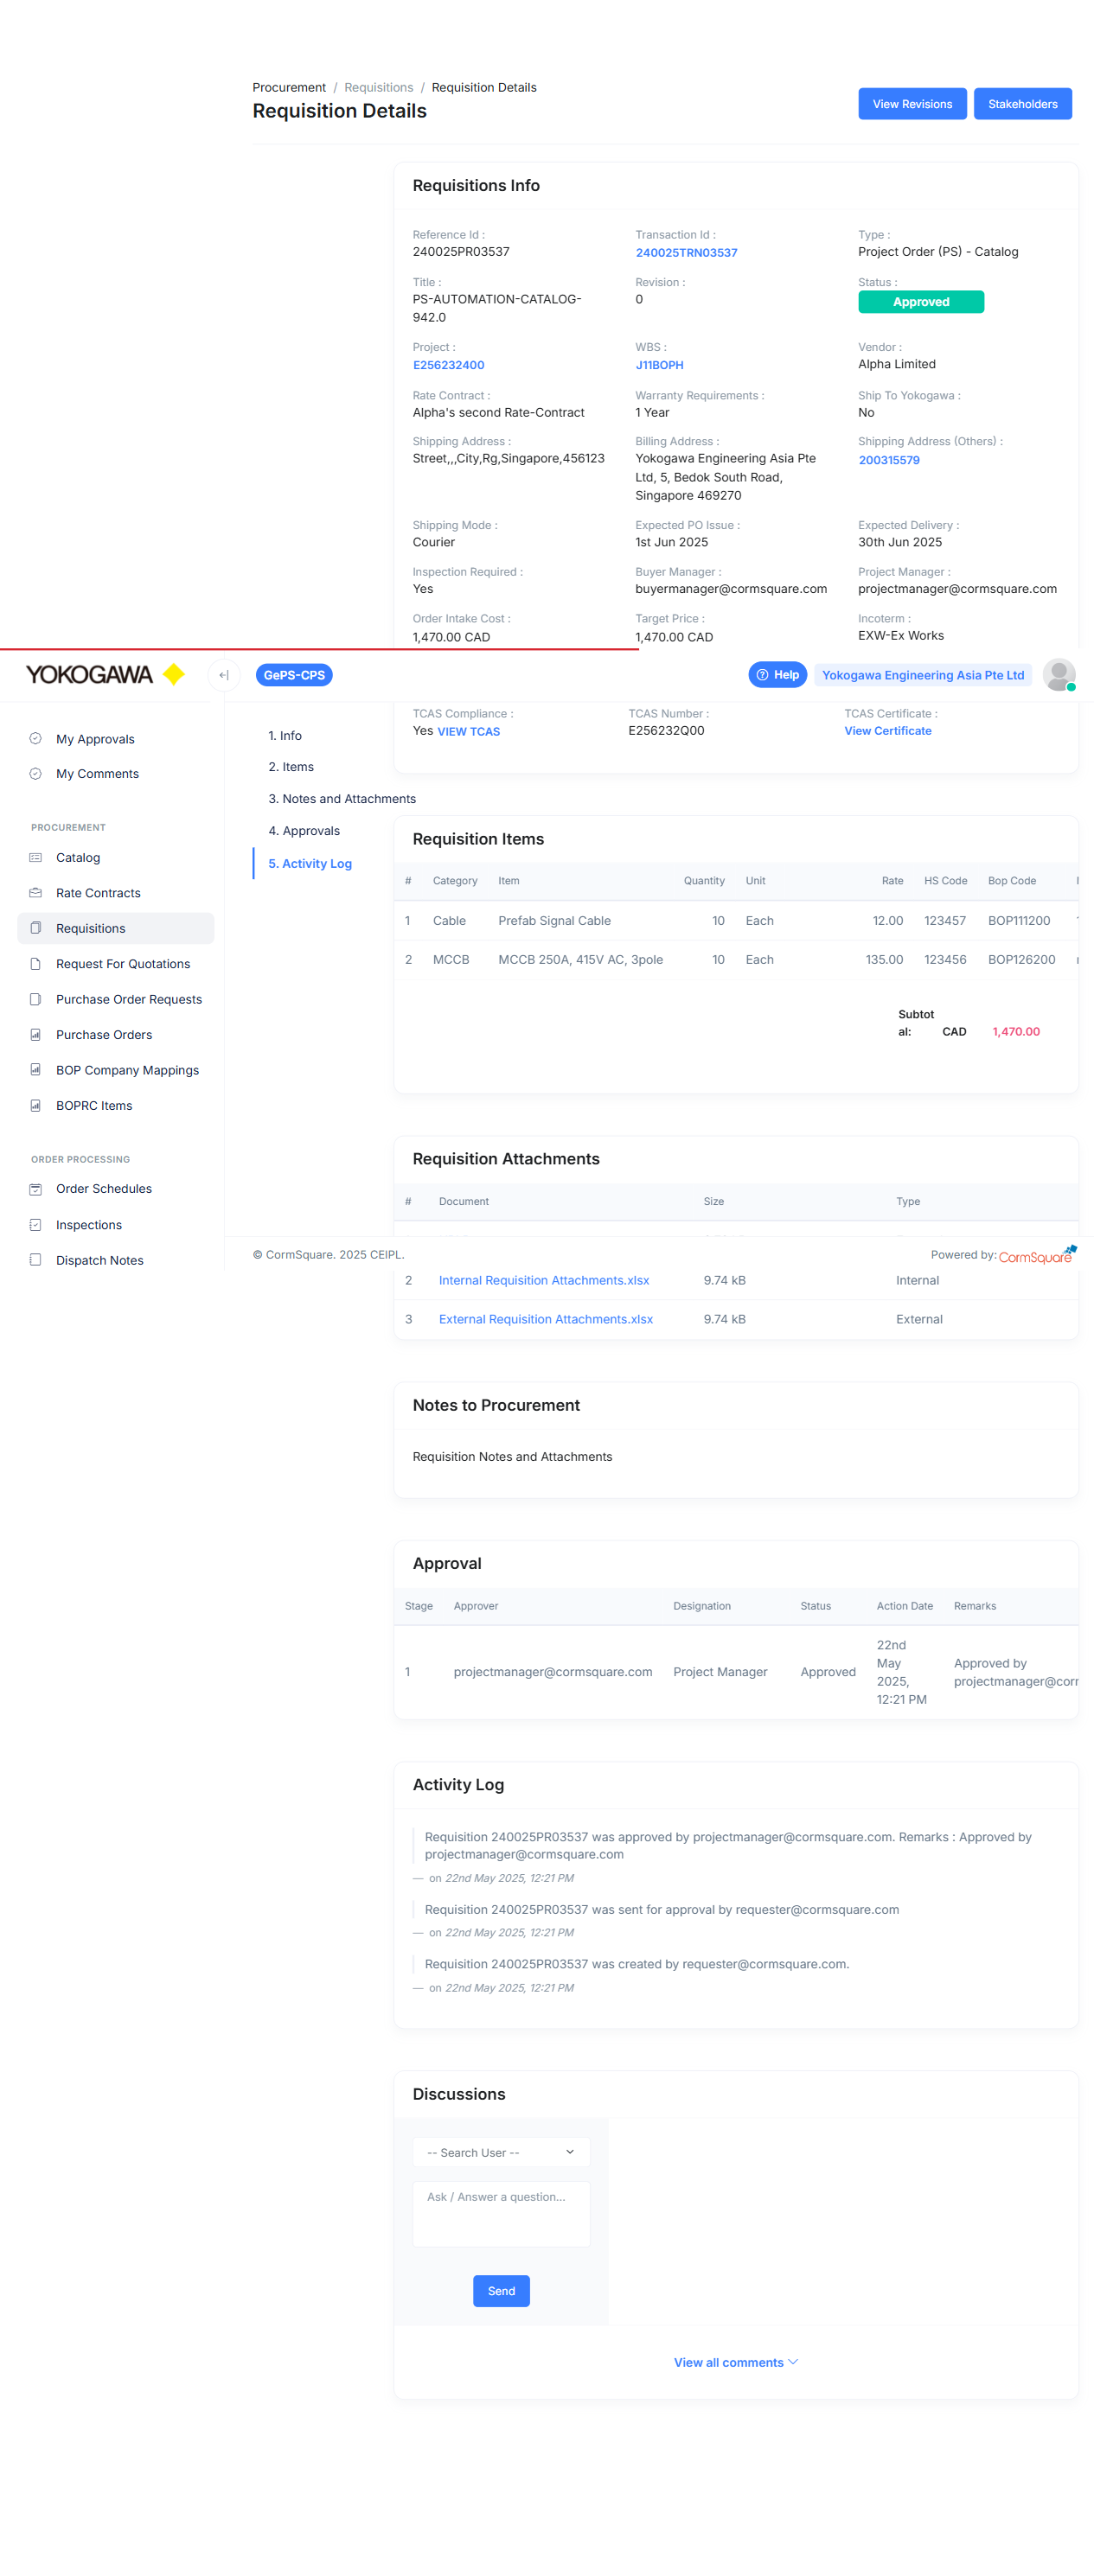 Procurement / Requisitions / Requisition Details
Requisition Details
View Revisions
Stakeholders
Requisitions Info
Reference Id :
240025PR03537
Transaction Id :
240025TRN03537
Type :
Project Order (PS) - Catalog
Title :
PS-AUTOMATION-CATALOG-
942.0
Revision :
0
Status :
Approved
Project :
E256232400
WBS :
J11BOPH
Vendor :
Alpha Limited
Rate Contract :
Alpha's second Rate-Contract
Warranty Requirements :
1 Year
Ship To Yokogawa :
No
Shipping Address :
Street,,,City,Rg,Singapore,456123
Billing Address :
Yokogawa Engineering Asia Pte
Ltd, 5, Bedok South Road,
Singapore 469270
Shipping Address (Others) :
200315579
Shipping Mode :
Courier
Expected PO Issue :
1st Jun 2025
Expected Delivery :
30th Jun 2025
Inspection Required :
Yes
Buyer Manager :
buyermanager@cormsquare.com
Project Manager :
projectmanager@cormsquare.com
Order Intake Cost :
1,470.00 CAD
Target Price :
1,470.00 CAD
Incoterm :
EXW-Ex Works
YOKOGAWA
GePS-CPS
Help
Yokogawa Engineering Asia Pte Ltd
My Approvals
My Comments
PROCUREMENT
Catalog
Rate Contracts
Requisitions
Request For Quotations
Purchase Order Requests
Purchase Orders
BOP Company Mappings
BOPRC Items
ORDER PROCESSING
Order Schedules
Inspections
Dispatch Notes
1. Info
2. Items
3. Notes and Attachments
4. Approvals
5. Activity Log
TCAS Compliance :
Yes VIEW TCAS
TCAS Number :
E256232Q00
TCAS Certificate :
View Certificate
Requisition Items
# Category Item Quantity Unit Rate HS Code Bop Code
1 Cable Prefab Signal Cable 10 Each 12.00 123457 BOP111200
2 MCCB MCCB 250A, 415V AC, 3pole 10 Each 135.00 123456 BOP126200
Subtot
al: CAD 1,470.00
Requisition Attachments
# Document Size Type
© CormSquare. 2025 CEIPL.
Powered by: CormSquare
2 Internal Requisition Attachments.xlsx 9.74 kB Internal
3 External Requisition Attachments.xlsx 9.74 kB External
Notes to Procurement
Requisition Notes and Attachments
Approval
Stage Approver Designation Status Action Date Remarks
1 projectmanager@cormsquare.com Project Manager Approved
22nd
May
2025,
12:21 PM
Approved by
projectmanager@corr
Activity Log
Requisition 240025PR03537 was approved by projectmanager@cormsquare.com. Remarks : Approved by
projectmanager@cormsquare.com
— on 22nd May 2025, 12:21 PM
Requisition 240025PR03537 was sent for approval by requester@cormsquare.com
— on 22nd May 2025, 12:21 PM
Requisition 240025PR03537 was created by requester@cormsquare.com.
— on 22nd May 2025, 12:21 PM
Discussions
-- Search User --
Ask / Answer a question...
Send
View all comments